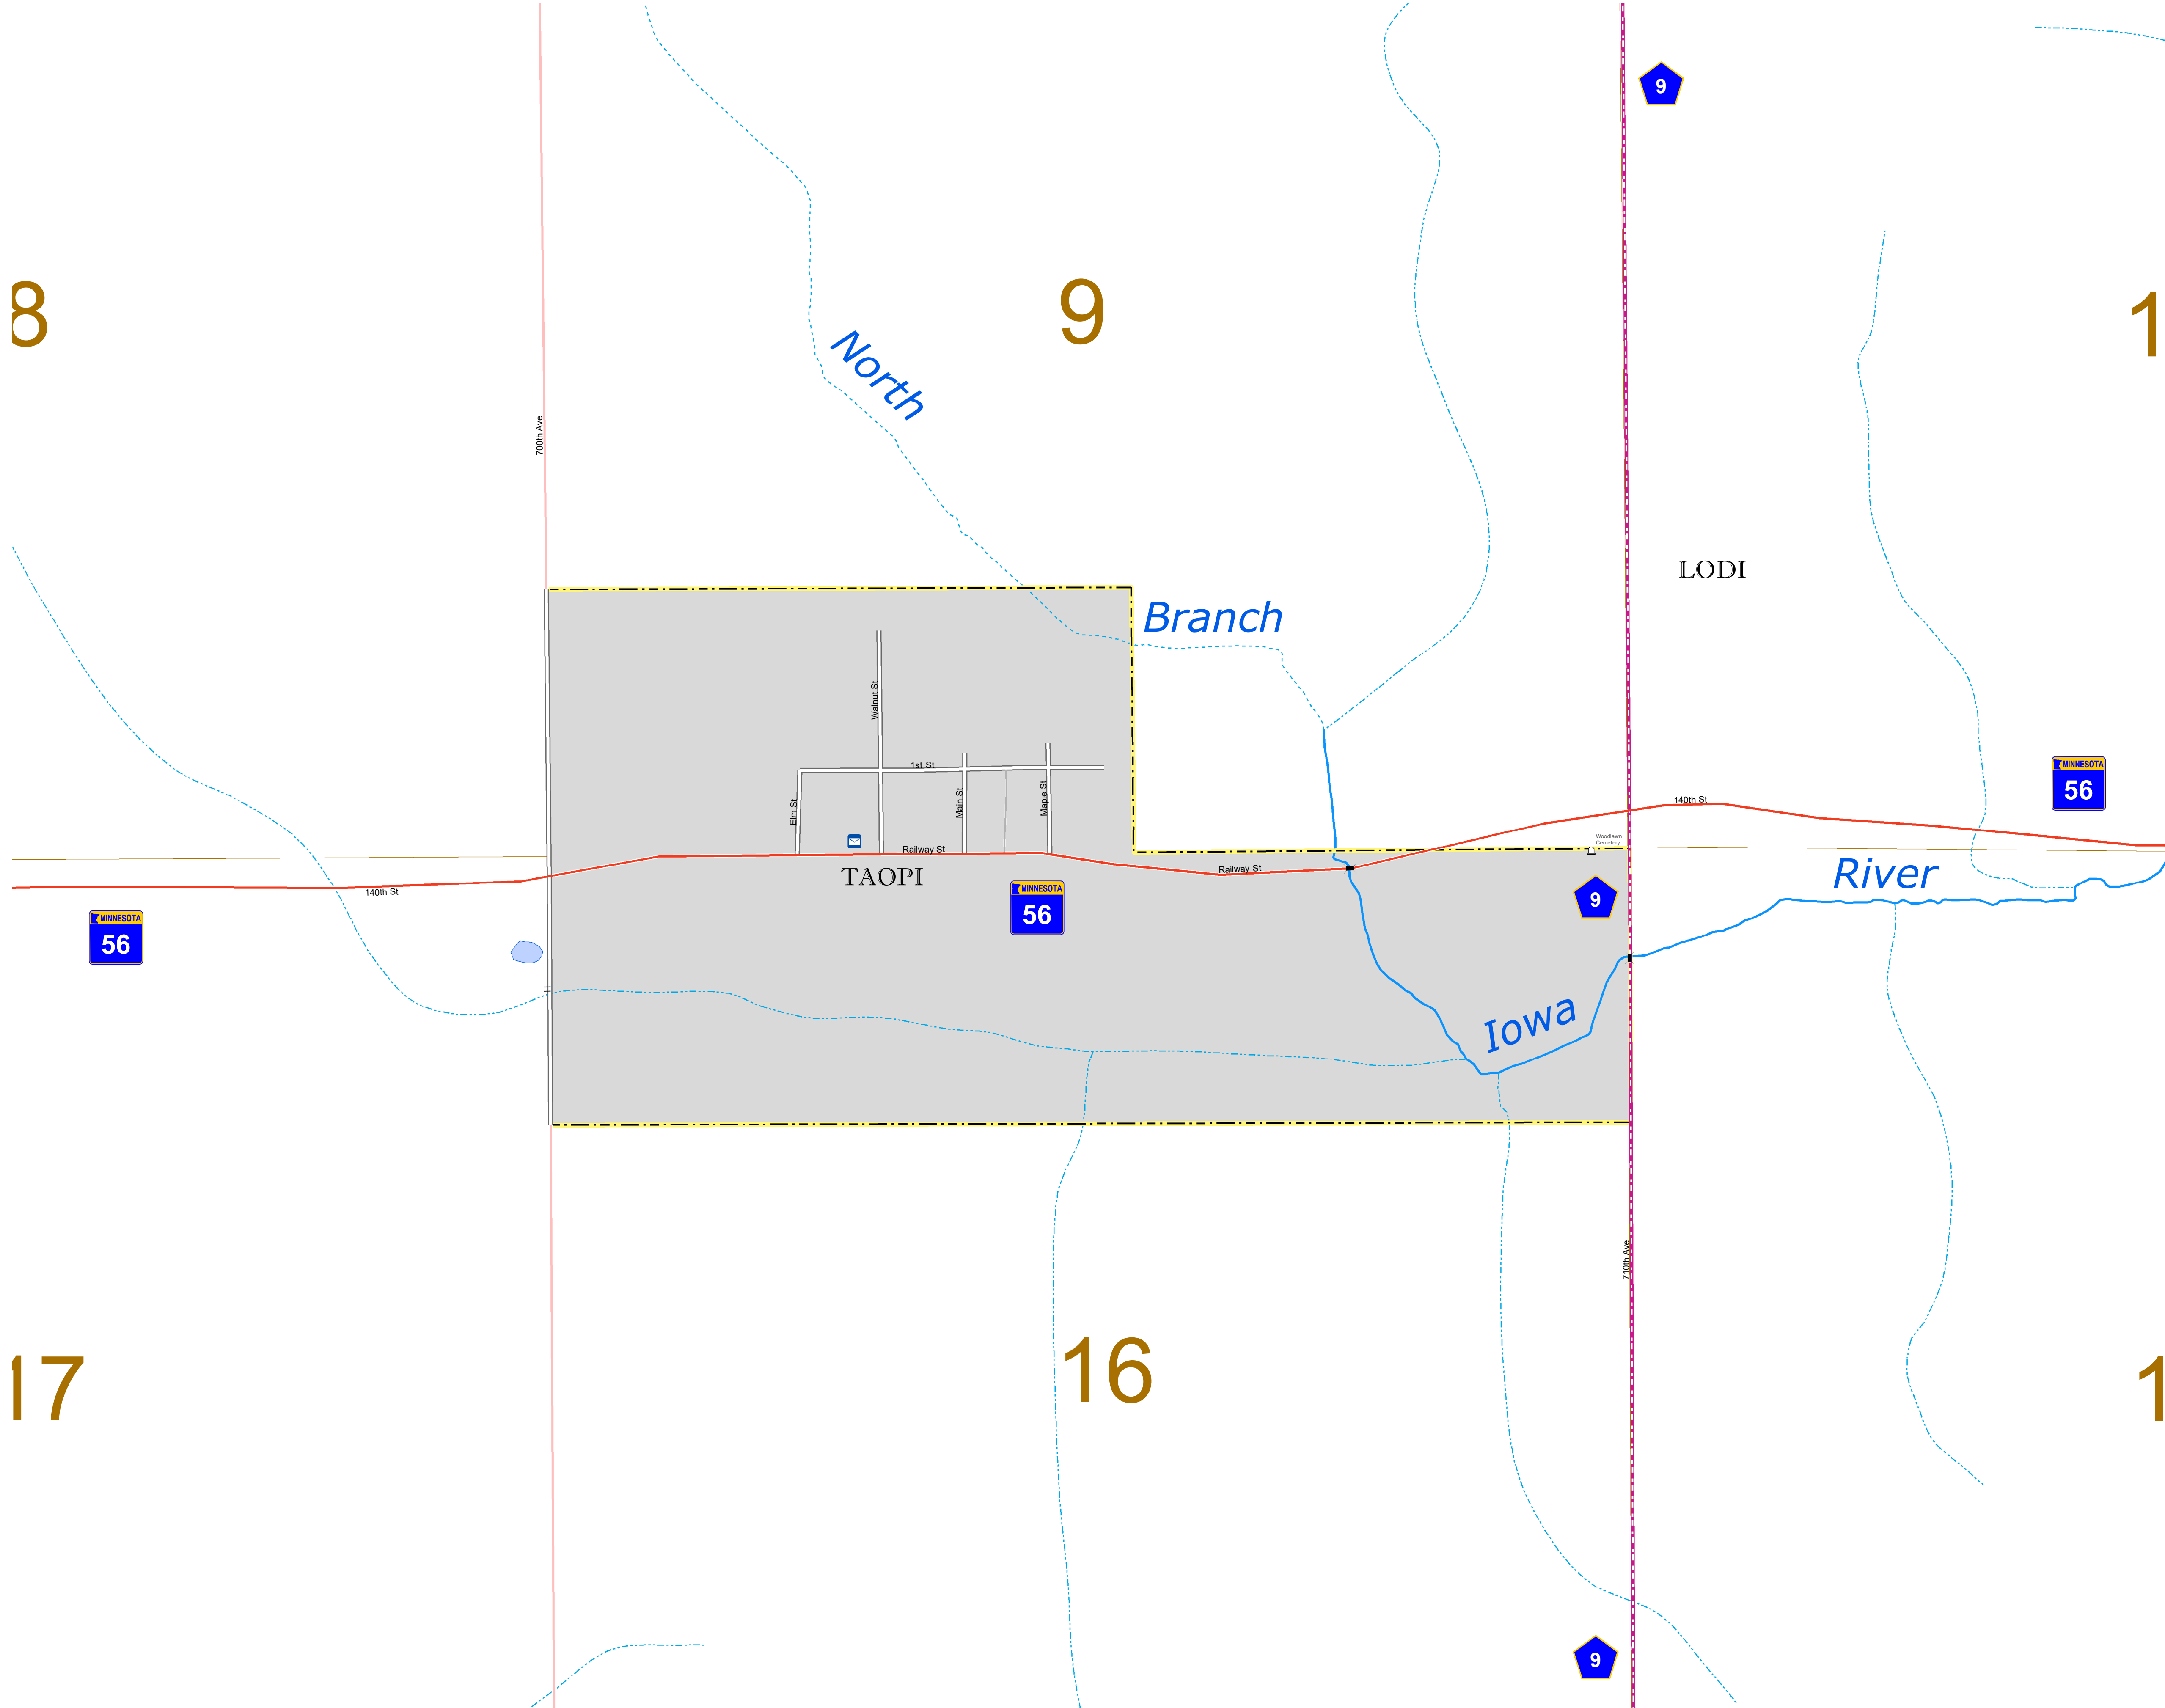 9
8
9
1
North
700th Ave
LODI
Branch
Walnut St
1st St
Elm St
Main St
Maple St
MINNESOTA
56
140th St
Woodlawn
Cemetery
Railway St
Railway St
TAOPI
River
140th St
MINNESOTA
56
9
MINNESOTA
56
Iowa
710th Ave
17
16
1
9